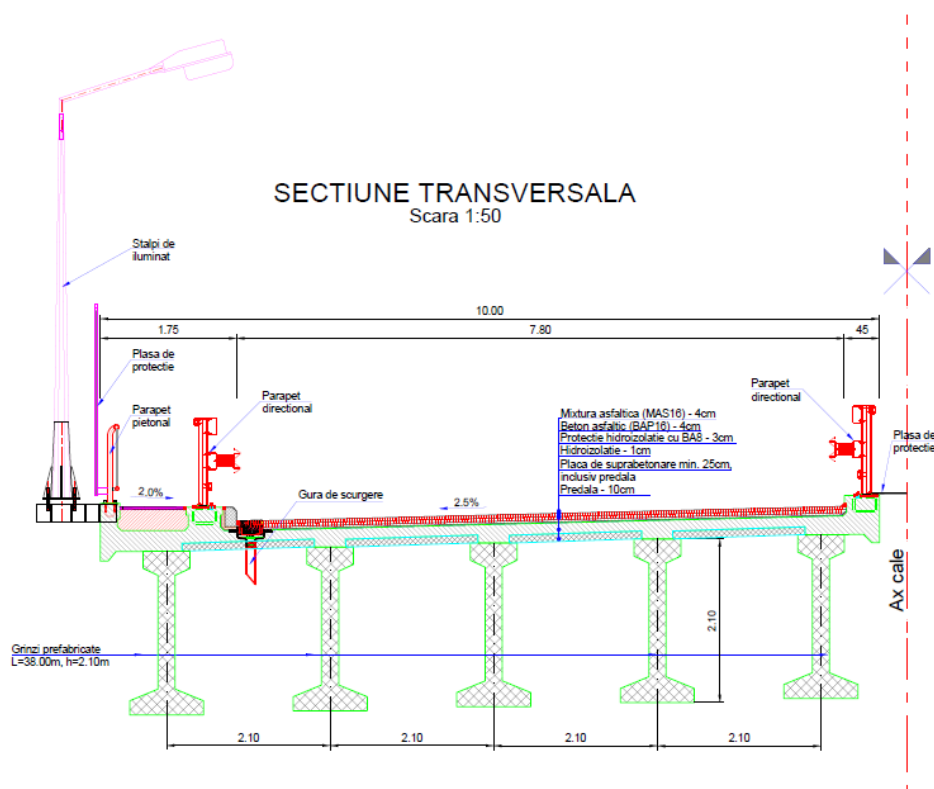 SECTIUNE TRANSVERSALA
Scara 1:50
Stalpi de
iluminat
10.00
1.75
7.80
45
Plasa de
protectie
Parapet
pietonal
Parapet
directional
Parapet
directional
Mixtura asfaltica (MAS16) - 4cm
Beton asfaltic (BAP16) - 4cm
Protectie hidroizolatie cu BA8 - 3cm
Hidroizolatie - 1cm
Placa de suprabetonare min. 25cm,
inclusiv predala
Predala - 10cm
Plasa de
protectie
2.0%
Gura de scurgere
2.5%
Ax cale
2.10
Grinzi prefabricate
L=38.00m, h=2.10m
2.10
2.10
2.10
2.10